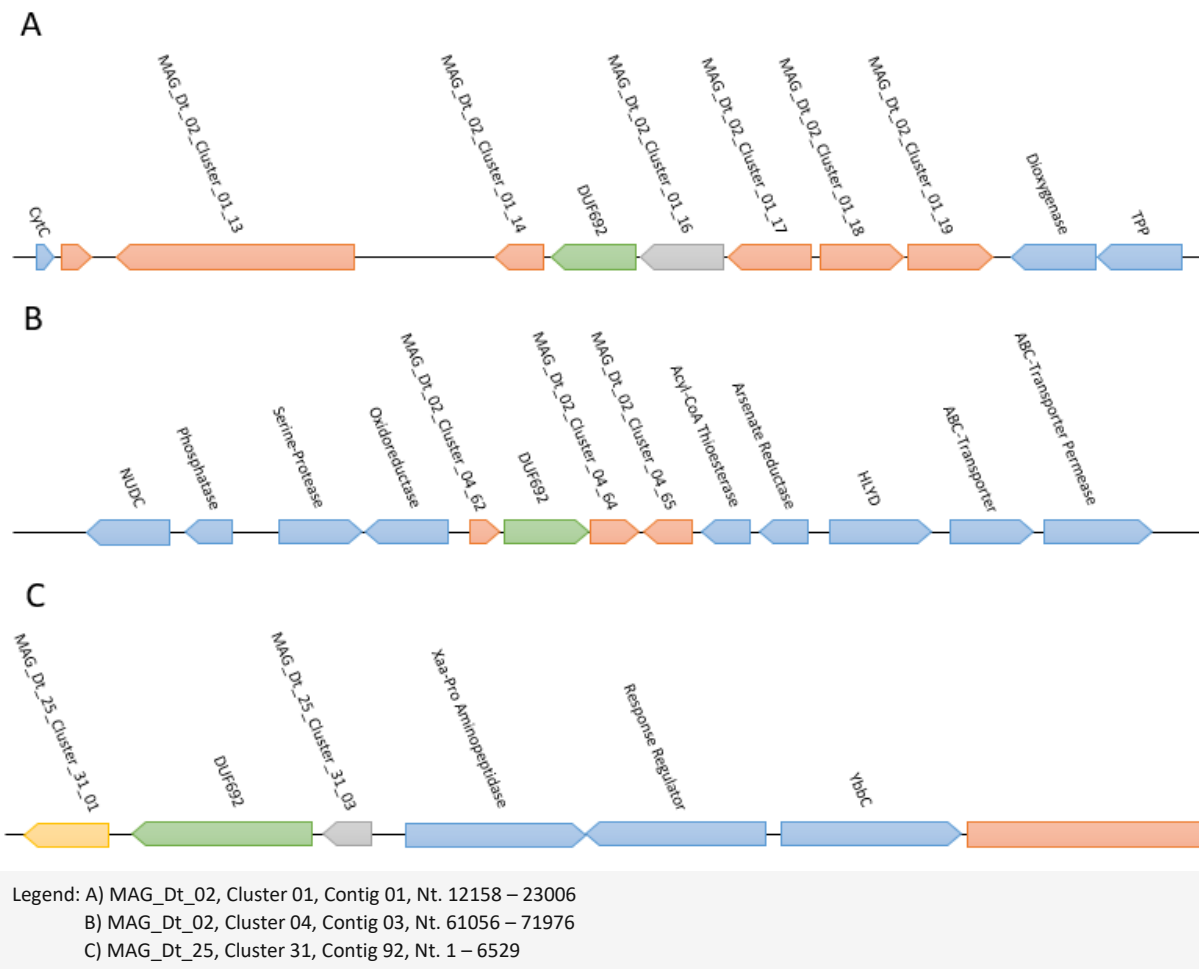 A
CytC
MAG_Dt_02_Cluster_01_13
MAG_Dt_02_Cluster_01_14
DUF692
MAG_Dt_02_Cluster_01_16
MAG_Dt_02_Cluster_01_17
MAG_Dt_02_Cluster_01_18
MAG_Dt_02_Cluster_01_19
Dioxygenase
TPP
B
NUDC
Phosphatase
Serine-Protease
Oxidoreductase
MAG_Dt_02_Cluster_04_62
DUF692
MAG_Dt_02_Cluster_04_64
MAG_Dt_02_Cluster_04_65
Acyl-CoA Thioesterase
Arsenate Reductase
HLYD
ABC-Transporter
ABC-Transporter Permease
C
MAG_Dt_25_Cluster_31_01
DUF692
MAG_Dt_25_Cluster_31_03
Xaa-Pro Aminopeptidase
Response Regulator
YbbC
Legend: A) MAG_Dt_02, Cluster 01, Contig 01, Nt. 12158 – 23006
B) MAG_Dt_02, Cluster 04, Contig 03, Nt. 61056 – 71976
C) MAG_Dt_25, Cluster 31, Contig 92, Nt. 1 – 6529